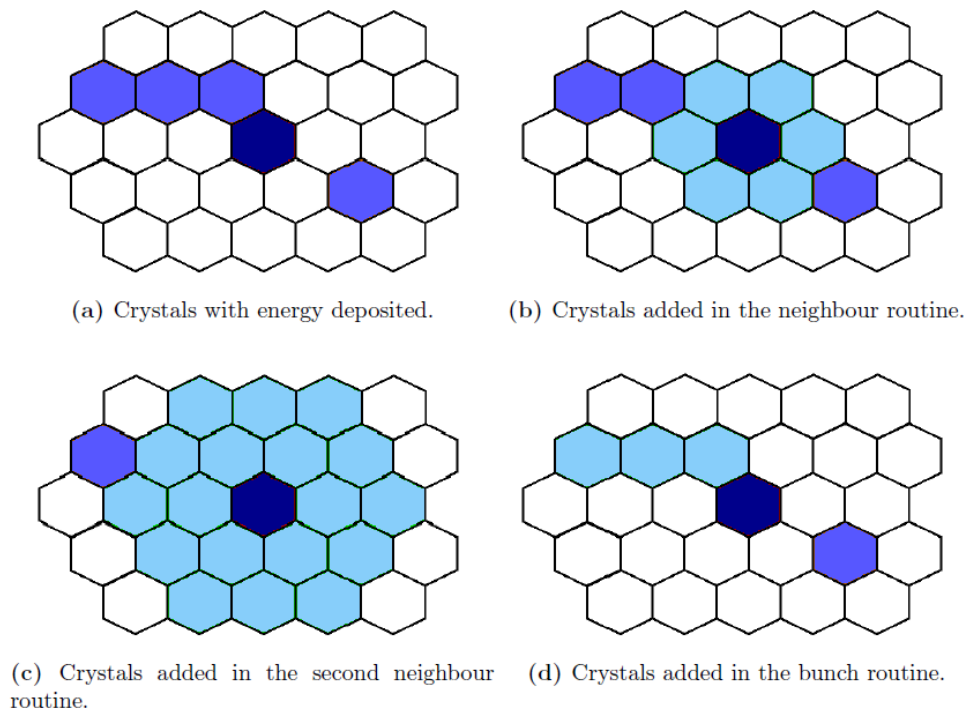 (a) Crystals with energy deposited.
(b) Crystals added in the neighbour routine.
(c) Crystals added in the second neighbour
routine.
(d) Crystals added in the bunch routine.